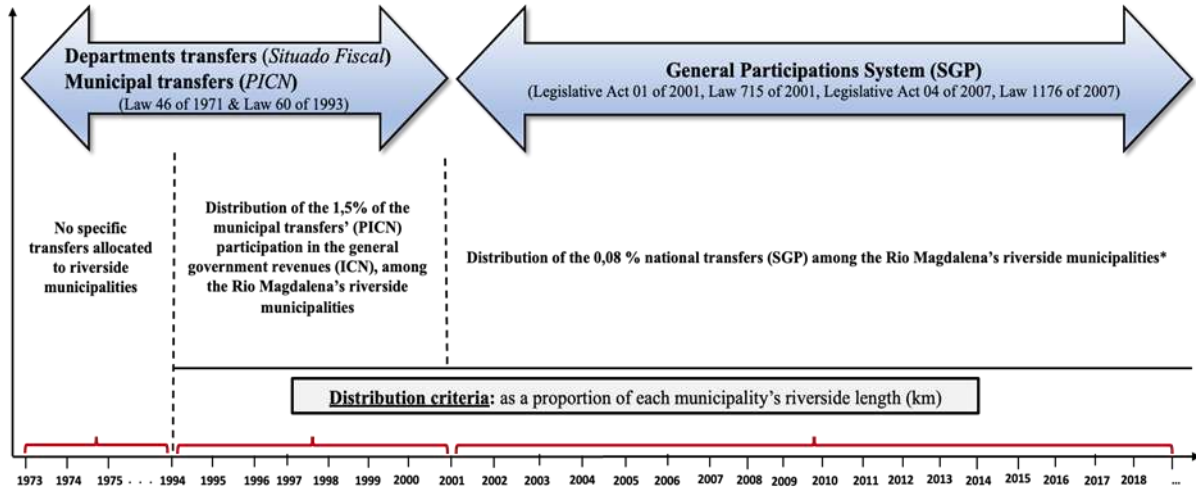 Departments transfers (Situado Fiscal)
Municipal transfers (PICN)
(Law 46 of 1971 & Law 60 of 1993)
General Participations System (SGP)
(Legislative Act 01 of 2001, Law 715 of 2001, Legislative Act 04 of 2007, Law 1176 of 2007)
No specific
transfers allocated
to riverside
municipalities
Distribution of the 1,5% of the
municipal transfers’ (PICN)
participation in the general
government revenues (ICN), among
the Rio Magdalena’s riverside
municipalities
Distribution of the 0,08 % national transfers (SGP) among the Rio Magdalena’s riverside municipalities*
Distribution criteria: as a proportion of each municipality’s riverside length (km)
1973 1974 1975 . . . 1994 1995 1996 1997 1998 1999 2000 2001 2002 2003 2004 2005 2006 2007 2008 2009 2010 2011 2012 2013 2014 2015 2016 2017 2018 ...